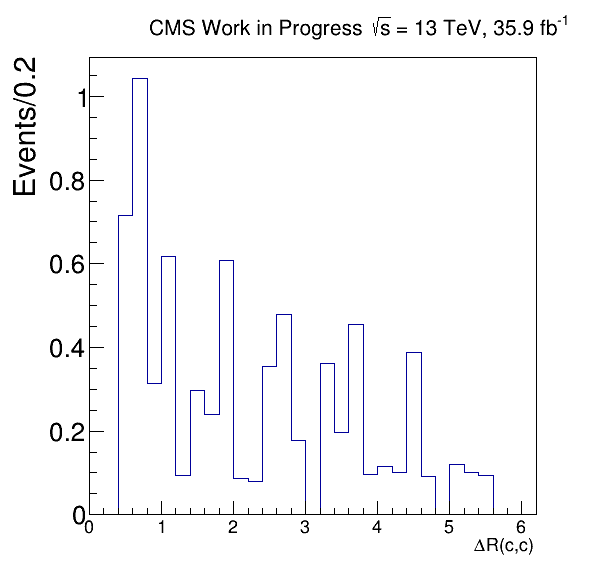 CMS Work in Progress √s = 13 TeV, 35.9 fb⁻¹
Events/0.2
1
0.8
0.6
0.4
0.2
0
0 1 2 3 4 5 6
ΔR(c,c)